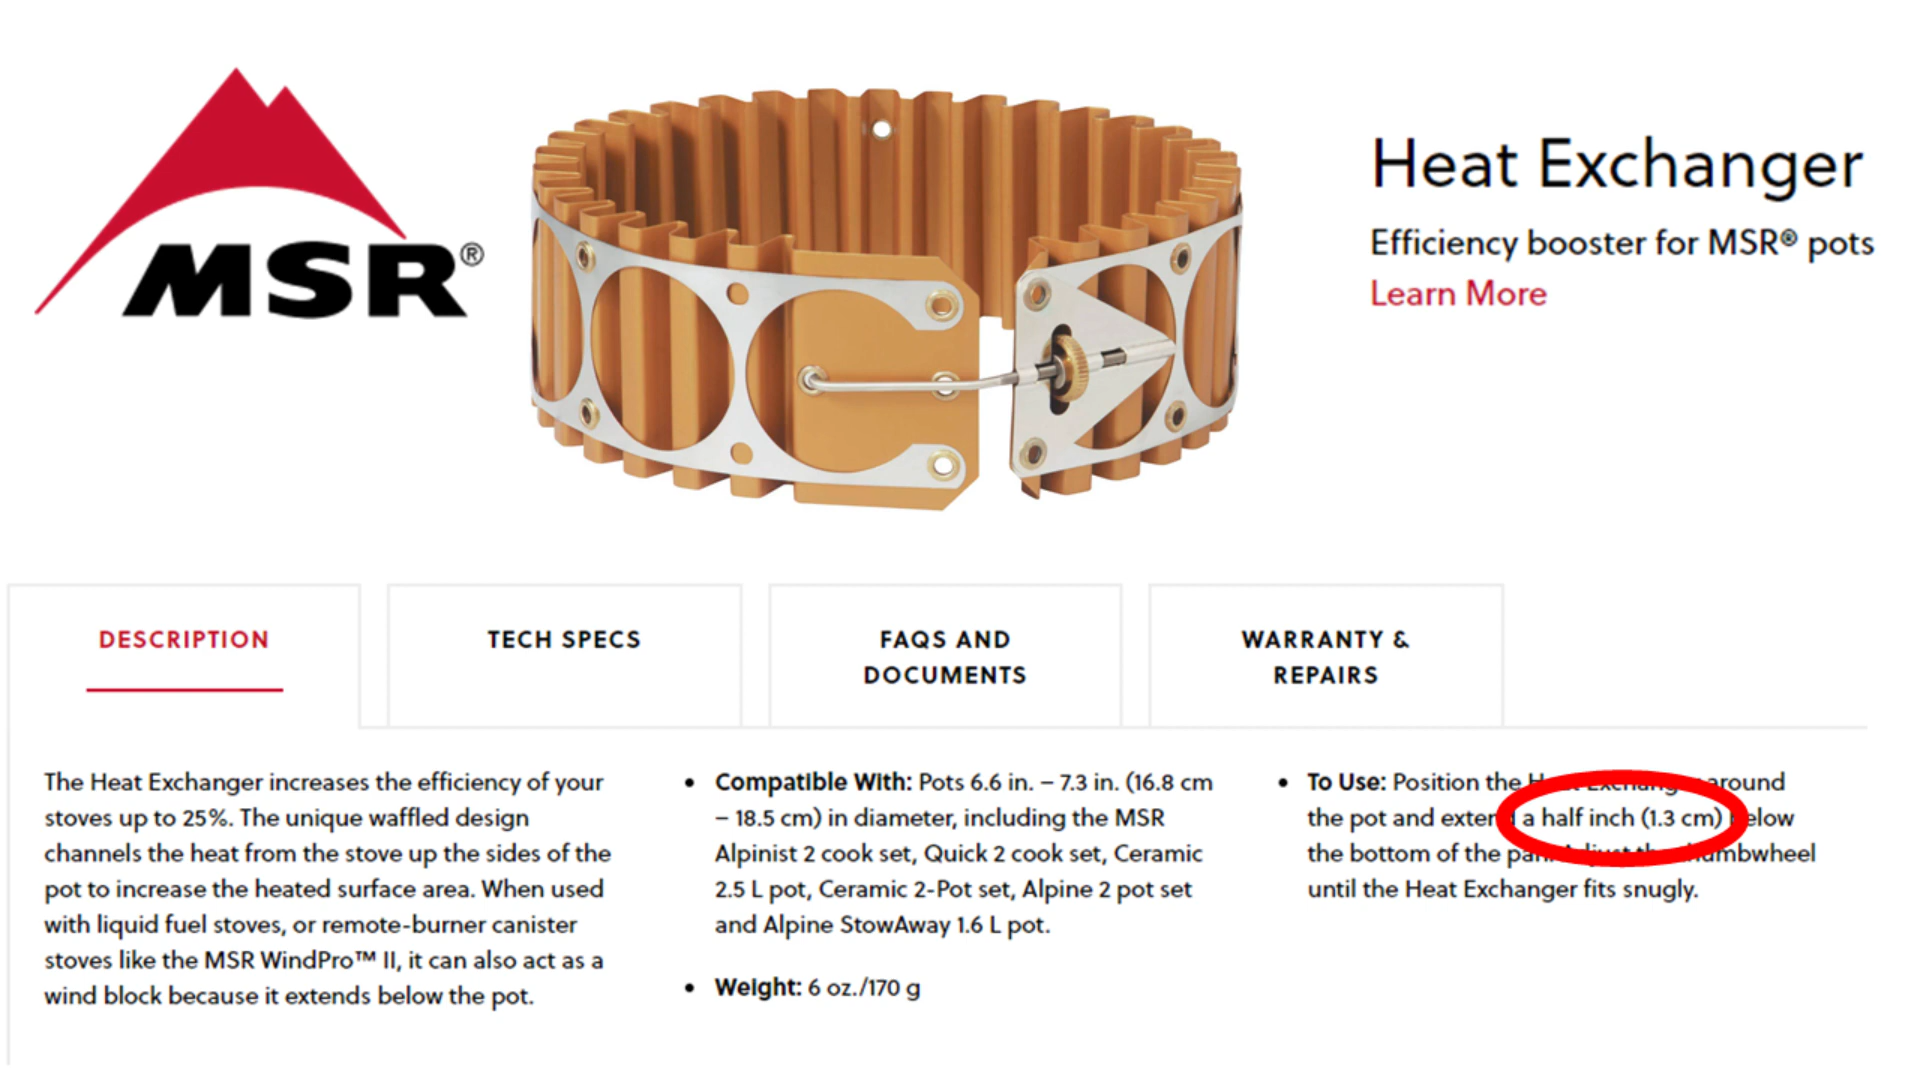 MSR®
Heat Exchanger
Efficiency booster for MSR® pots
Learn More
DESCRIPTION
TECH SPECS
FAQS AND
DOCUMENTS
WARRANTY &
REPAIRS
The Heat Exchanger increases the efficiency of your
stoves up to 25%. The unique waffled design
channels the heat from the stove up the sides of the
pot to increase the heated surface area. When used
with liquid fuel stoves, or remote-burner canister
stoves like the MSR WindPro™ II, it can also act as a
wind block because it extends below the pot.
• Compatible With: Pots 6.6 in. – 7.3 in. (16.8 cm
– 18.5 cm) in diameter, including the MSR
Alpinist 2 cook set, Quick 2 cook set, Ceramic
2.5 L pot, Ceramic 2-Pot set, Alpine 2 pot set
and Alpine StowAway 1.6 L pot.
• Weight: 6 oz./170 g
• To Use: Position the Heat Exchanger around
the pot and extend a half inch (1.3 cm) below
the bottom of the pan. Adjust the thumbwheel
until the Heat Exchanger fits snugly.